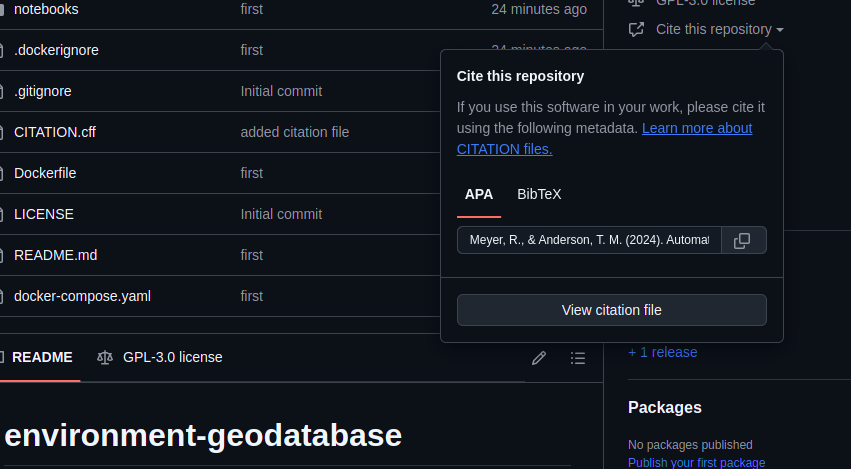 notebooks first 24 minutes ago
GPL-3.0 license
.dockerignore first 24 minutes ago
Cite this repository
.gitignore Initial commit
CITATION.cff added citation file
Dockerfile first
LICENSE Initial commit
README.md first
docker-compose.yaml first
Cite this repository
If you use this software in your work, please cite it
using the following metadata. Learn more about
CITATION files.
APA BibTeX
Meyer, R., & Anderson, T. M. (2024). Automat
View citation file
README GPL-3.0 license
environment-geodatabase
+ 1 release
Packages
No packages published
Publish your first package